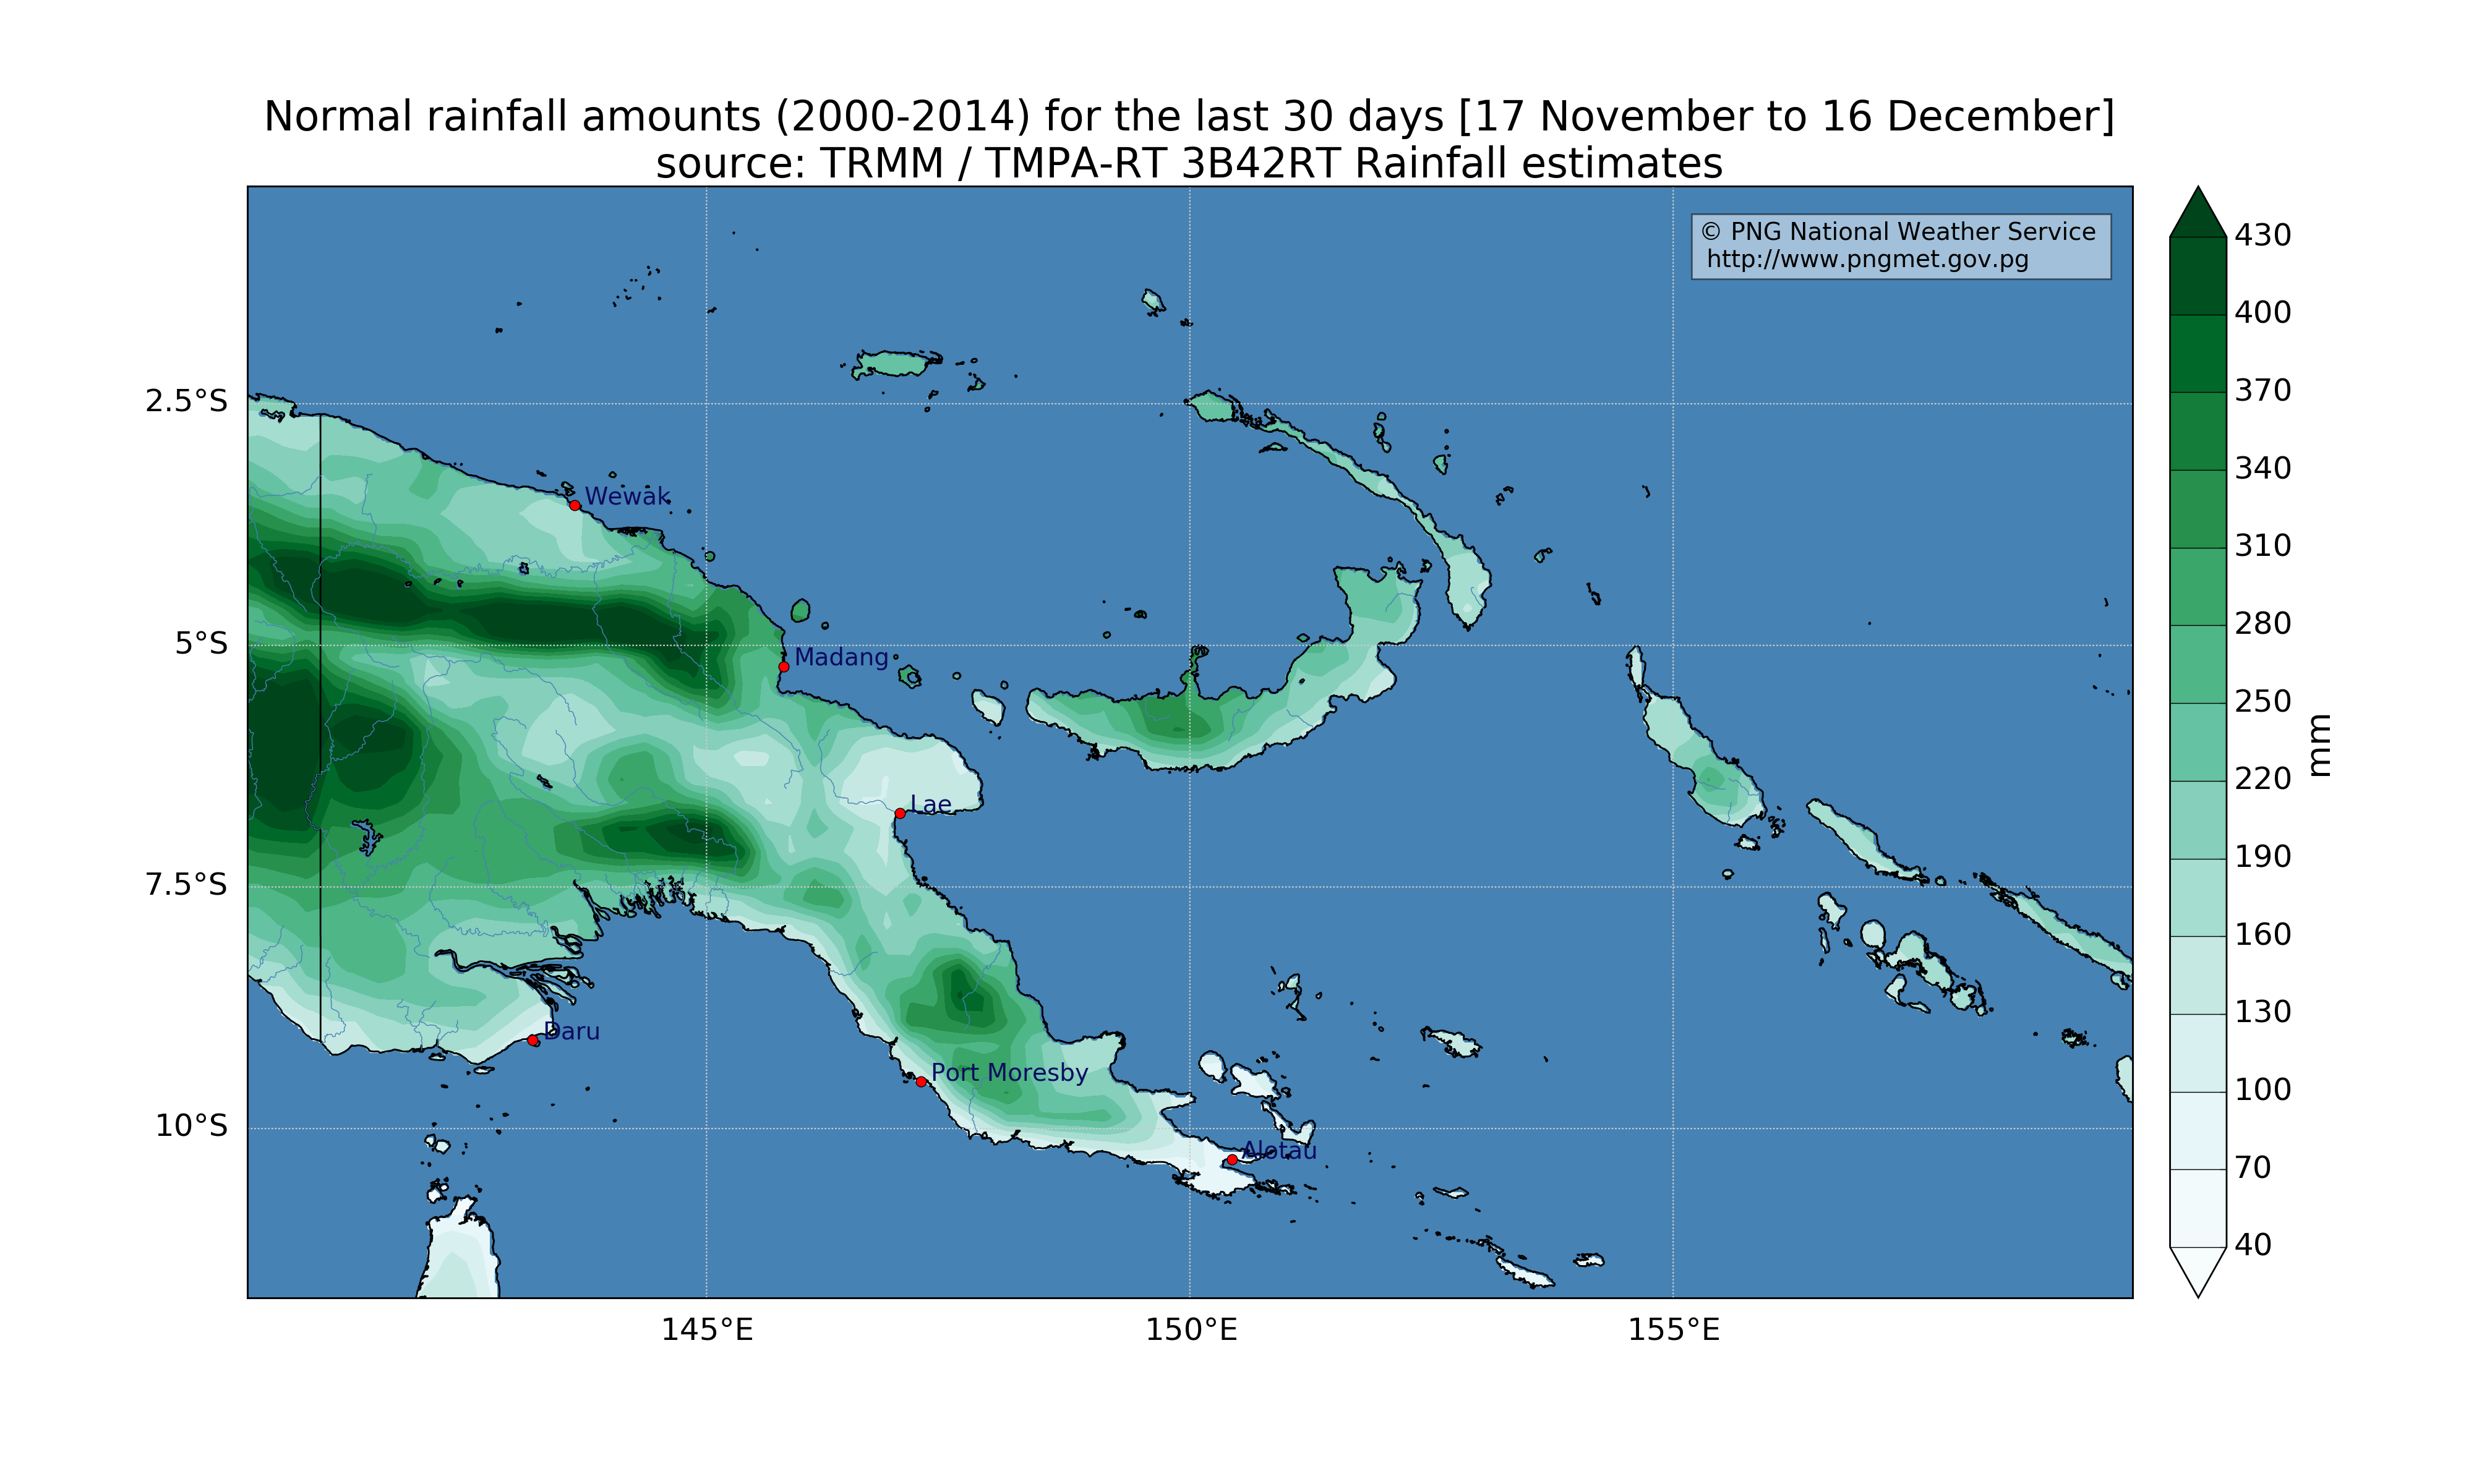 Normal rainfall amounts (2000-2014) for the last 30 days [17 November to 16 December]
source: TRMM / TMPA-RT 3B42RT Rainfall estimates
© PNG National Weather Service
http://www.pngmet.gov.pg
430
400
370
340
310
280
250
220
190
160
130
100
70
40
mm
2.5°S
5°S
7.5°S
10°S
Wewak
Madang
Lae
Daru
Port Moresby
Alotau
145°E
150°E
155°E